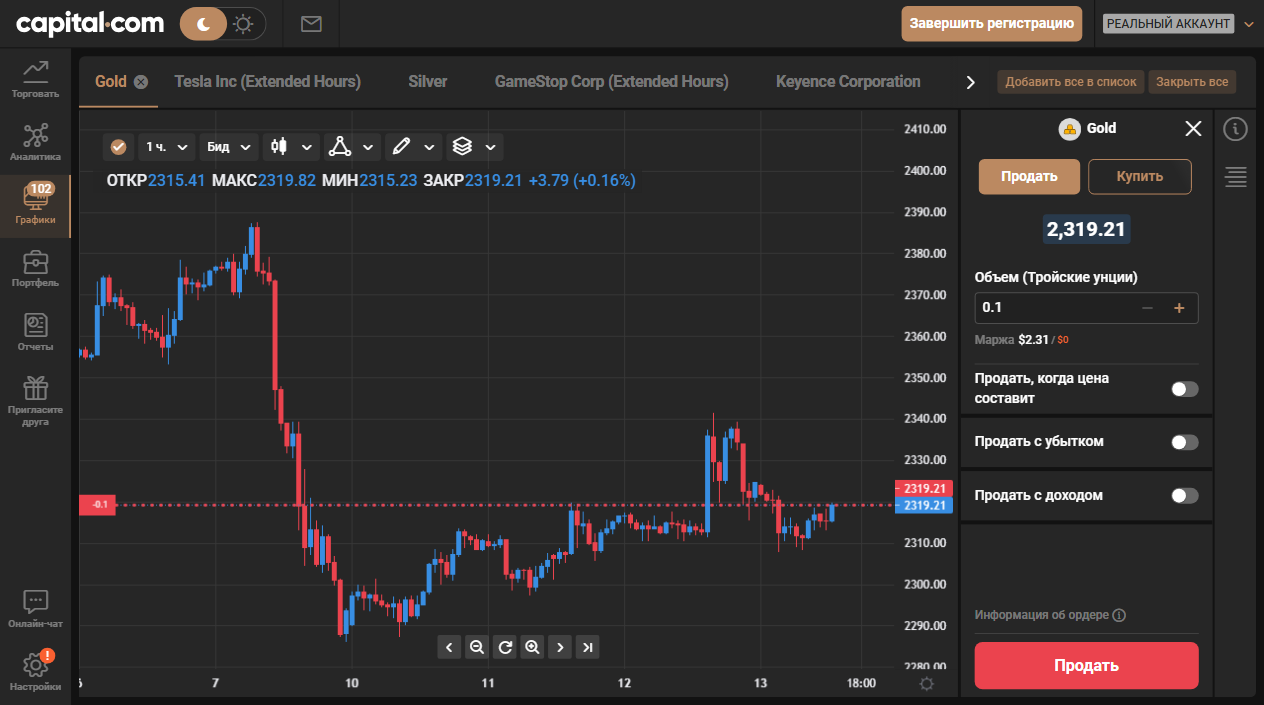 capital.com
Завершить регистрацию
РЕАЛЬНЫЙ АККАУНТ
Торговать
Аналитика
102
Графики
Портфель
Отчеты
Пригласите
друга
Онлайн-чат
!
Настройки
Gold
Tesla Inc (Extended Hours)
Silver
GameStop Corp (Extended Hours)
Keyence Corporation
Добавить все в список
Закрыть все
1 ч.
Бид
ОТКР2315.41 МАКС2319.82 МИН2315.23 ЗАКР2319.21 +3.79 (+0.16%)
2410.00
2400.00
2390.00
2380.00
2370.00
2360.00
2350.00
2340.00
2330.00
2319.21
2319.21
2310.00
2300.00
2290.00
2280.00
-0.1
6
7
10
11
12
13
18:00
Gold
Продать
Купить
2,319.21
Объем (Тройские унции)
0.1
− +
Маржа $2.31 / $0
Продать, когда цена
составит
Продать с убытком
Продать с доходом
Информация об ордере
Продать